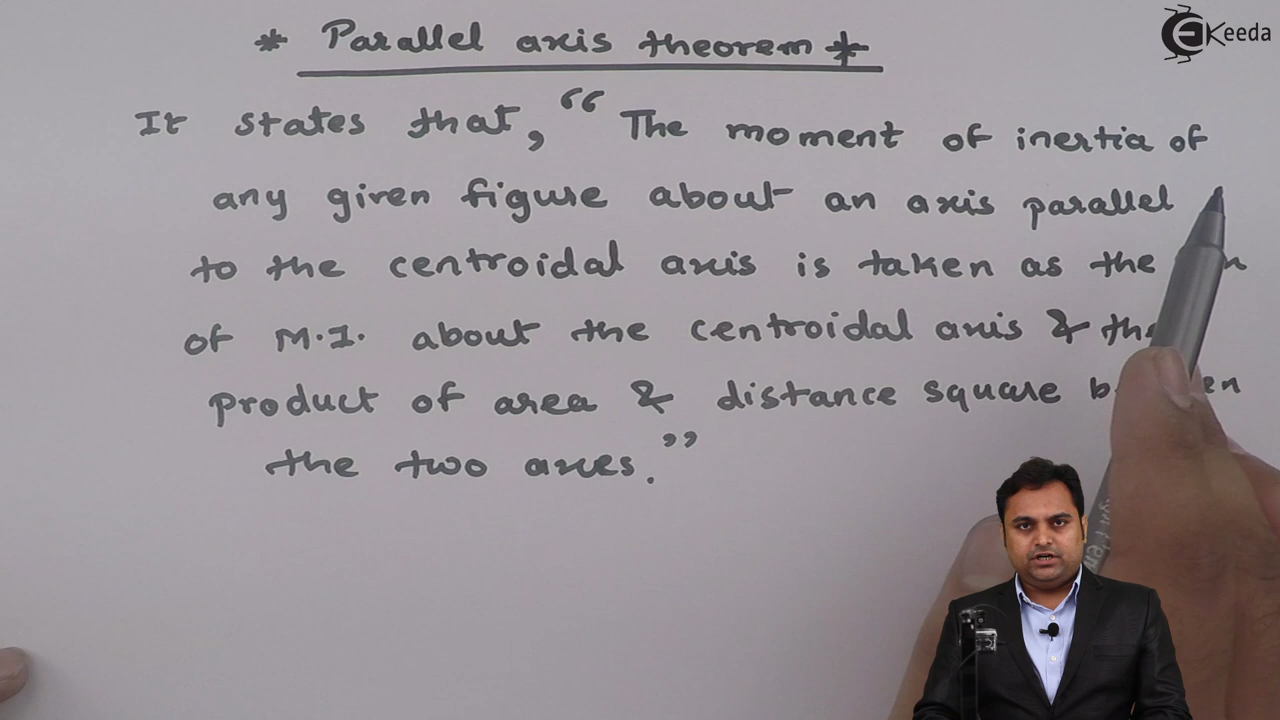 Ekeeda
* Parallel axis theorem *
It states that, “The moment of inertia of
any given figure about an axis parallel
to the centroidal axis is taken as the
of M.I. about the centroidal axis & the
product of area & distance square between
the two axes.”